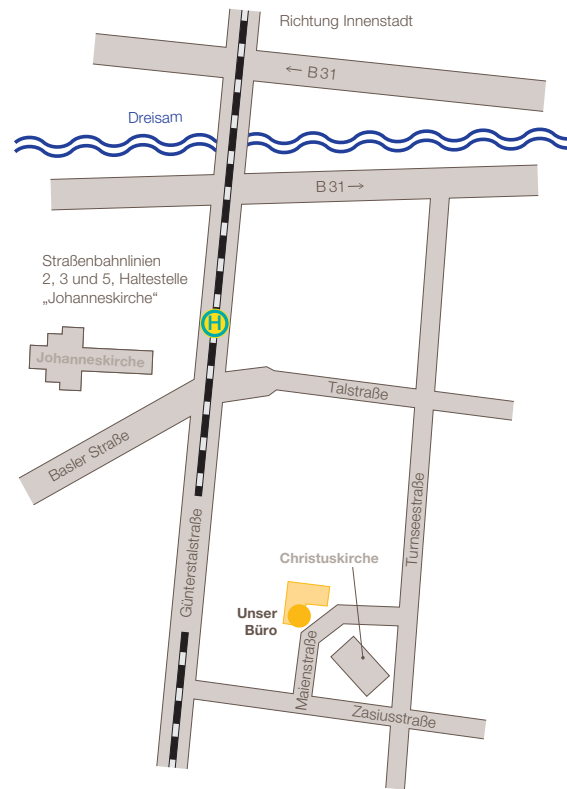 Richtung Innenstadt
← B 31
Dreisam
B 31 →
Straßenbahnlinien
2, 3 und 5, Haltestelle
„Johanneskirche“
H
Johanneskirche
Talstraße
Basler Straße
Günterstalstraße
Turnseestraße
Christuskirche
Unser
Büro
Maienstraße
Zasiusstraße